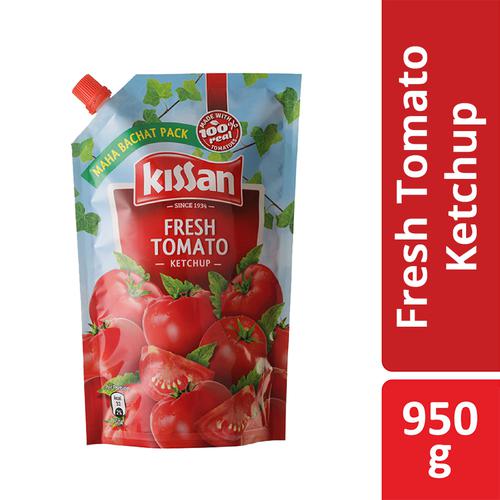 MAHA BACHAT PACK
MADE WITH
100%
real
TOMATOES
kissan
SINCE 1934
FRESH
TOMATO
KETCHUP
Fresh Tomato
Ketchup
950
g